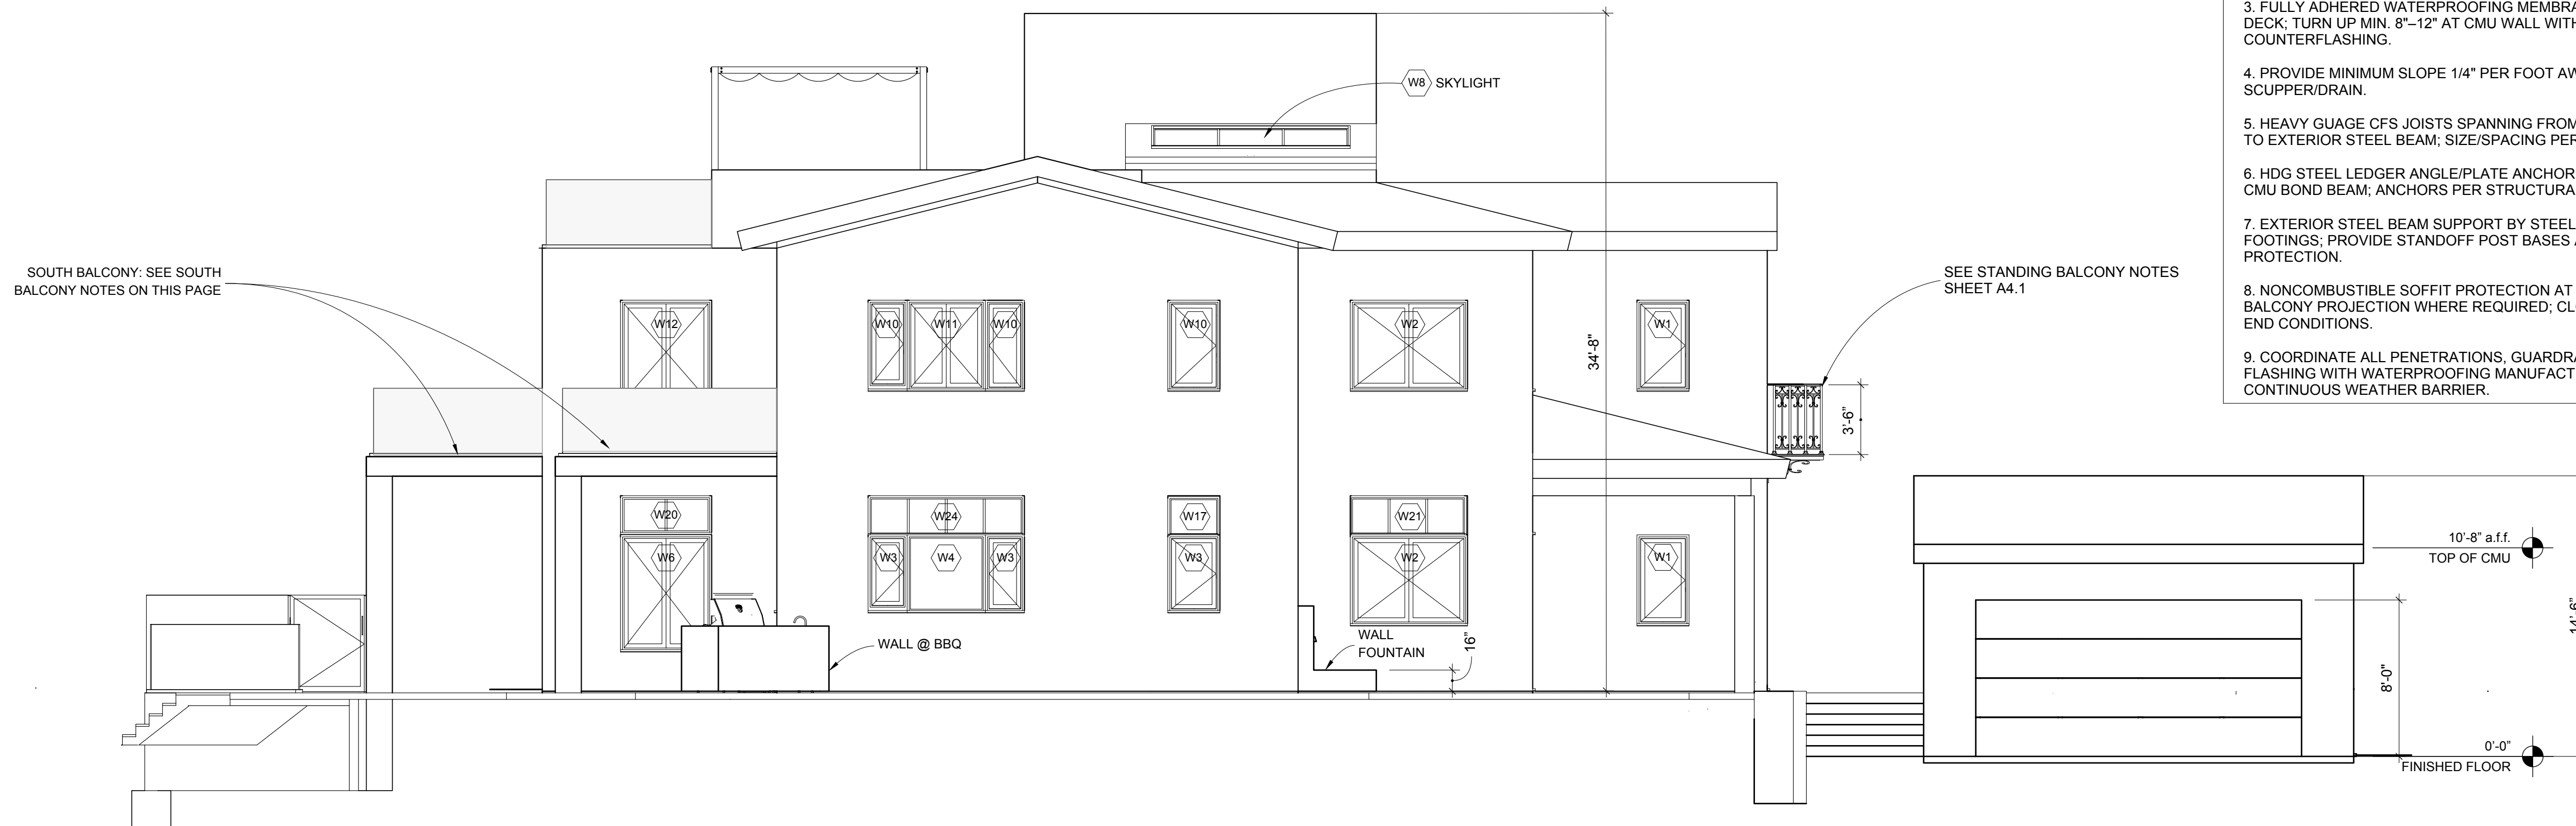 3. FULLY ADHERED WATERPROOFING
DECK; TURN UP MIN. 8"–12" AT CMU WALL WITH
COUNTERFLASHING.
4. PROVIDE MINIMUM SLOPE 1/4" PER FOOT
SCUPPER/DRAIN.
5. HEAVY GUAGE CFS JOISTS SPANNING FROM
TO EXTERIOR STEEL BEAM; SIZE/SPACING PER
6. HDG STEEL LEDGER ANGLE/PLATE ANCHOR
CMU BOND BEAM; ANCHORS PER
7. EXTERIOR STEEL BEAM SUPPORT BY STEEL
FOOTINGS; PROVIDE STANDOFF POST BASES
PROTECTION.
8. NONCOMBUSTIBLE SOFFIT PROTECTION AT
BALCONY PROJECTION WHERE REQUIRED;
END CONDITIONS.
9. COORDINATE ALL PENETRATIONS,
FLASHING WITH WATERPROOFING
CONTINUOUS WEATHER BARRIER.
W8 SKYLIGHT
SOUTH BALCONY: SEE SOUTH
BALCONY NOTES ON THIS PAGE
SEE STANDING BALCONY NOTES
SHEET A4.1
W12
W10
W11
W10
W10
W2
W1
34'-8"
3'-6"
W20
W24
W17
W21
W6
W3
W4
W3
W3
W2
W1
WALL @ BBQ
WALL
FOUNTAIN
16"
10'-8" a.f.f.
TOP OF CMU
14'-6"
8'-0"
0'-0"
FINISHED FLOOR